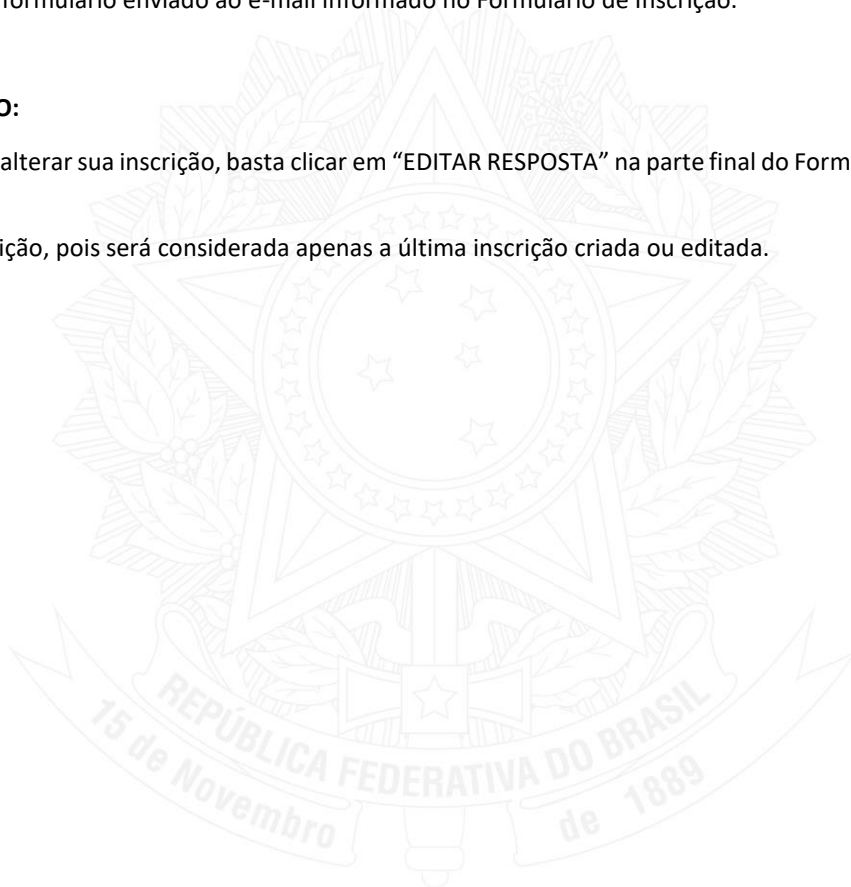 formulário enviado ao e-mail informado no Formulário de Inscrição.
O:
alterar sua inscrição, basta clicar em “EDITAR RESPOSTA” na parte final do Form
ição, pois será considerada apenas a última inscrição criada ou editada.
REPÚBLICA FEDERATIVA DO BRASIL
15 de Novembro de 1889